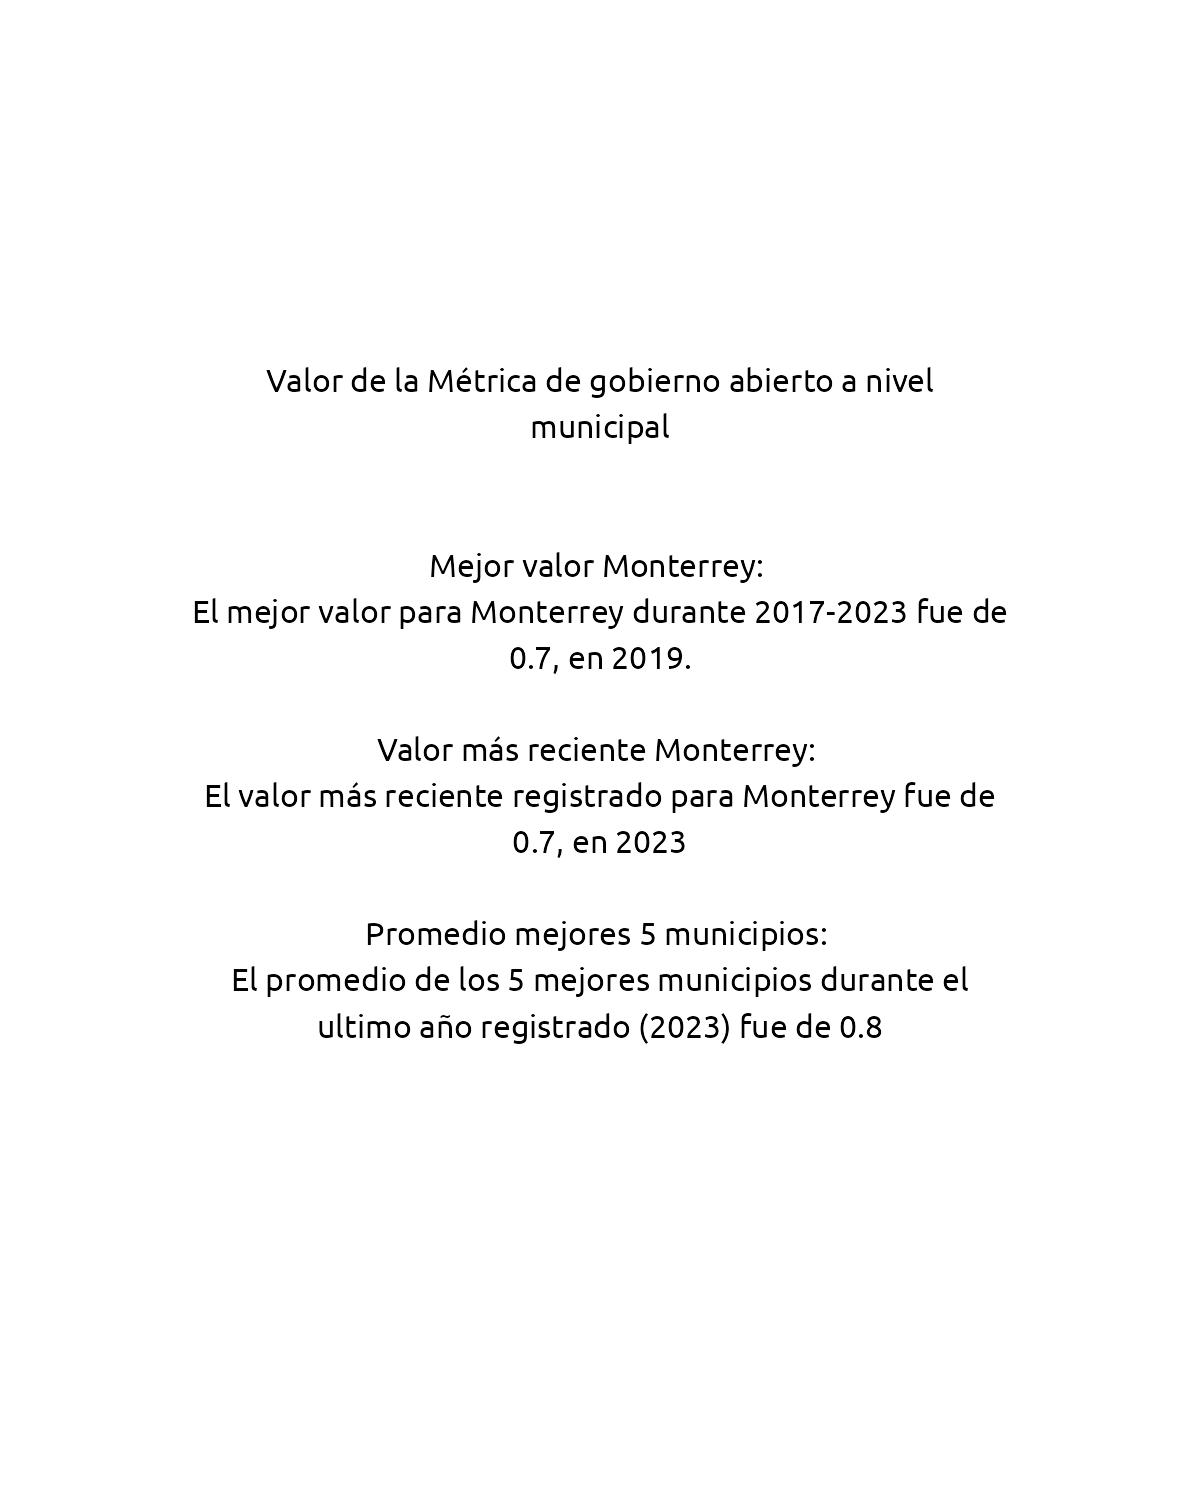 Valor de la Métrica de gobierno abierto a nivel
municipal
Mejor valor Monterrey:
El mejor valor para Monterrey durante 2017-2023 fue de
0.7, en 2019.
Valor más reciente Monterrey:
El valor más reciente registrado para Monterrey fue de
0.7, en 2023
Promedio mejores 5 municipios:
El promedio de los 5 mejores municipios durante el
ultimo año registrado (2023) fue de 0.8